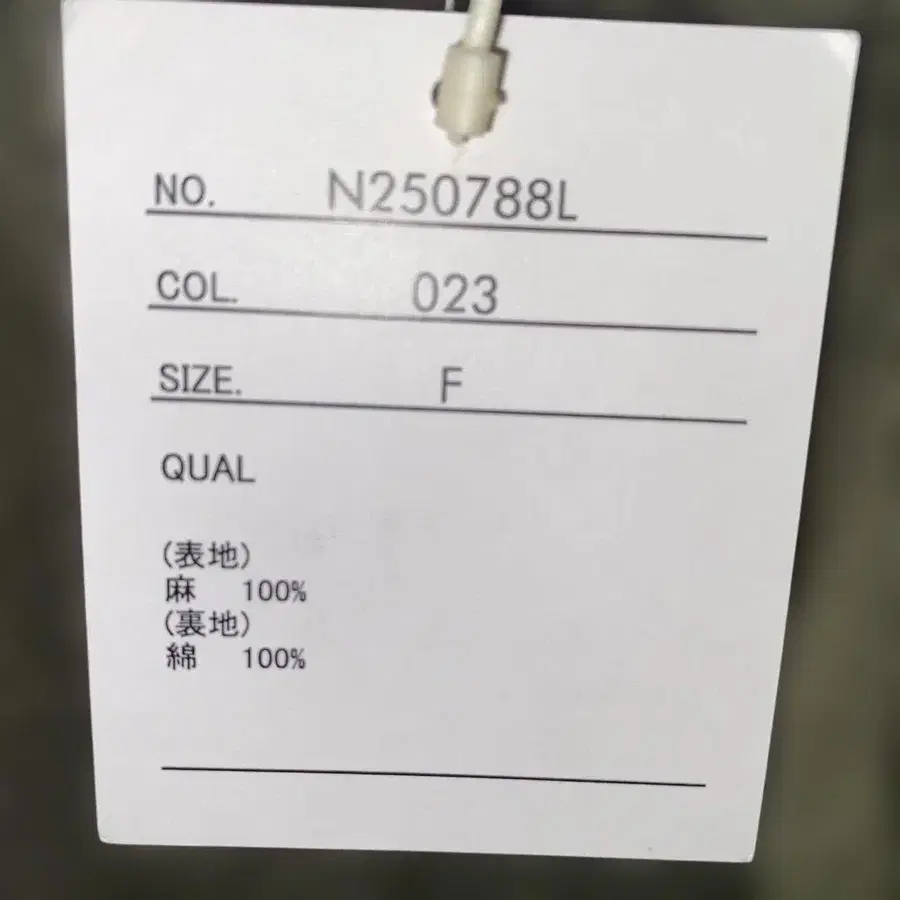 NO. N250788L
COL. 023
SIZE. F
QUAL
(表地)
麻 100%
(裏地)
綿 100%